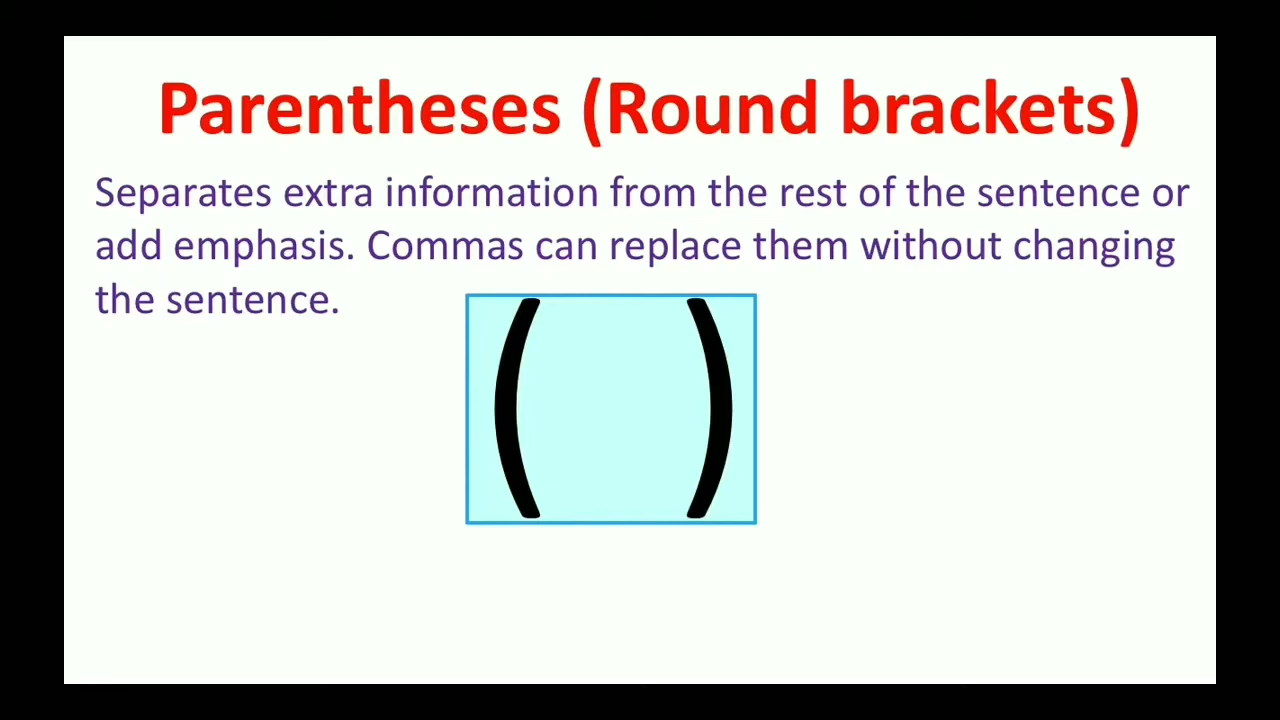 Parentheses (Round brackets)
Separates extra information from the rest of the sentence or
add emphasis. Commas can replace them without changing
the sentence.
( )